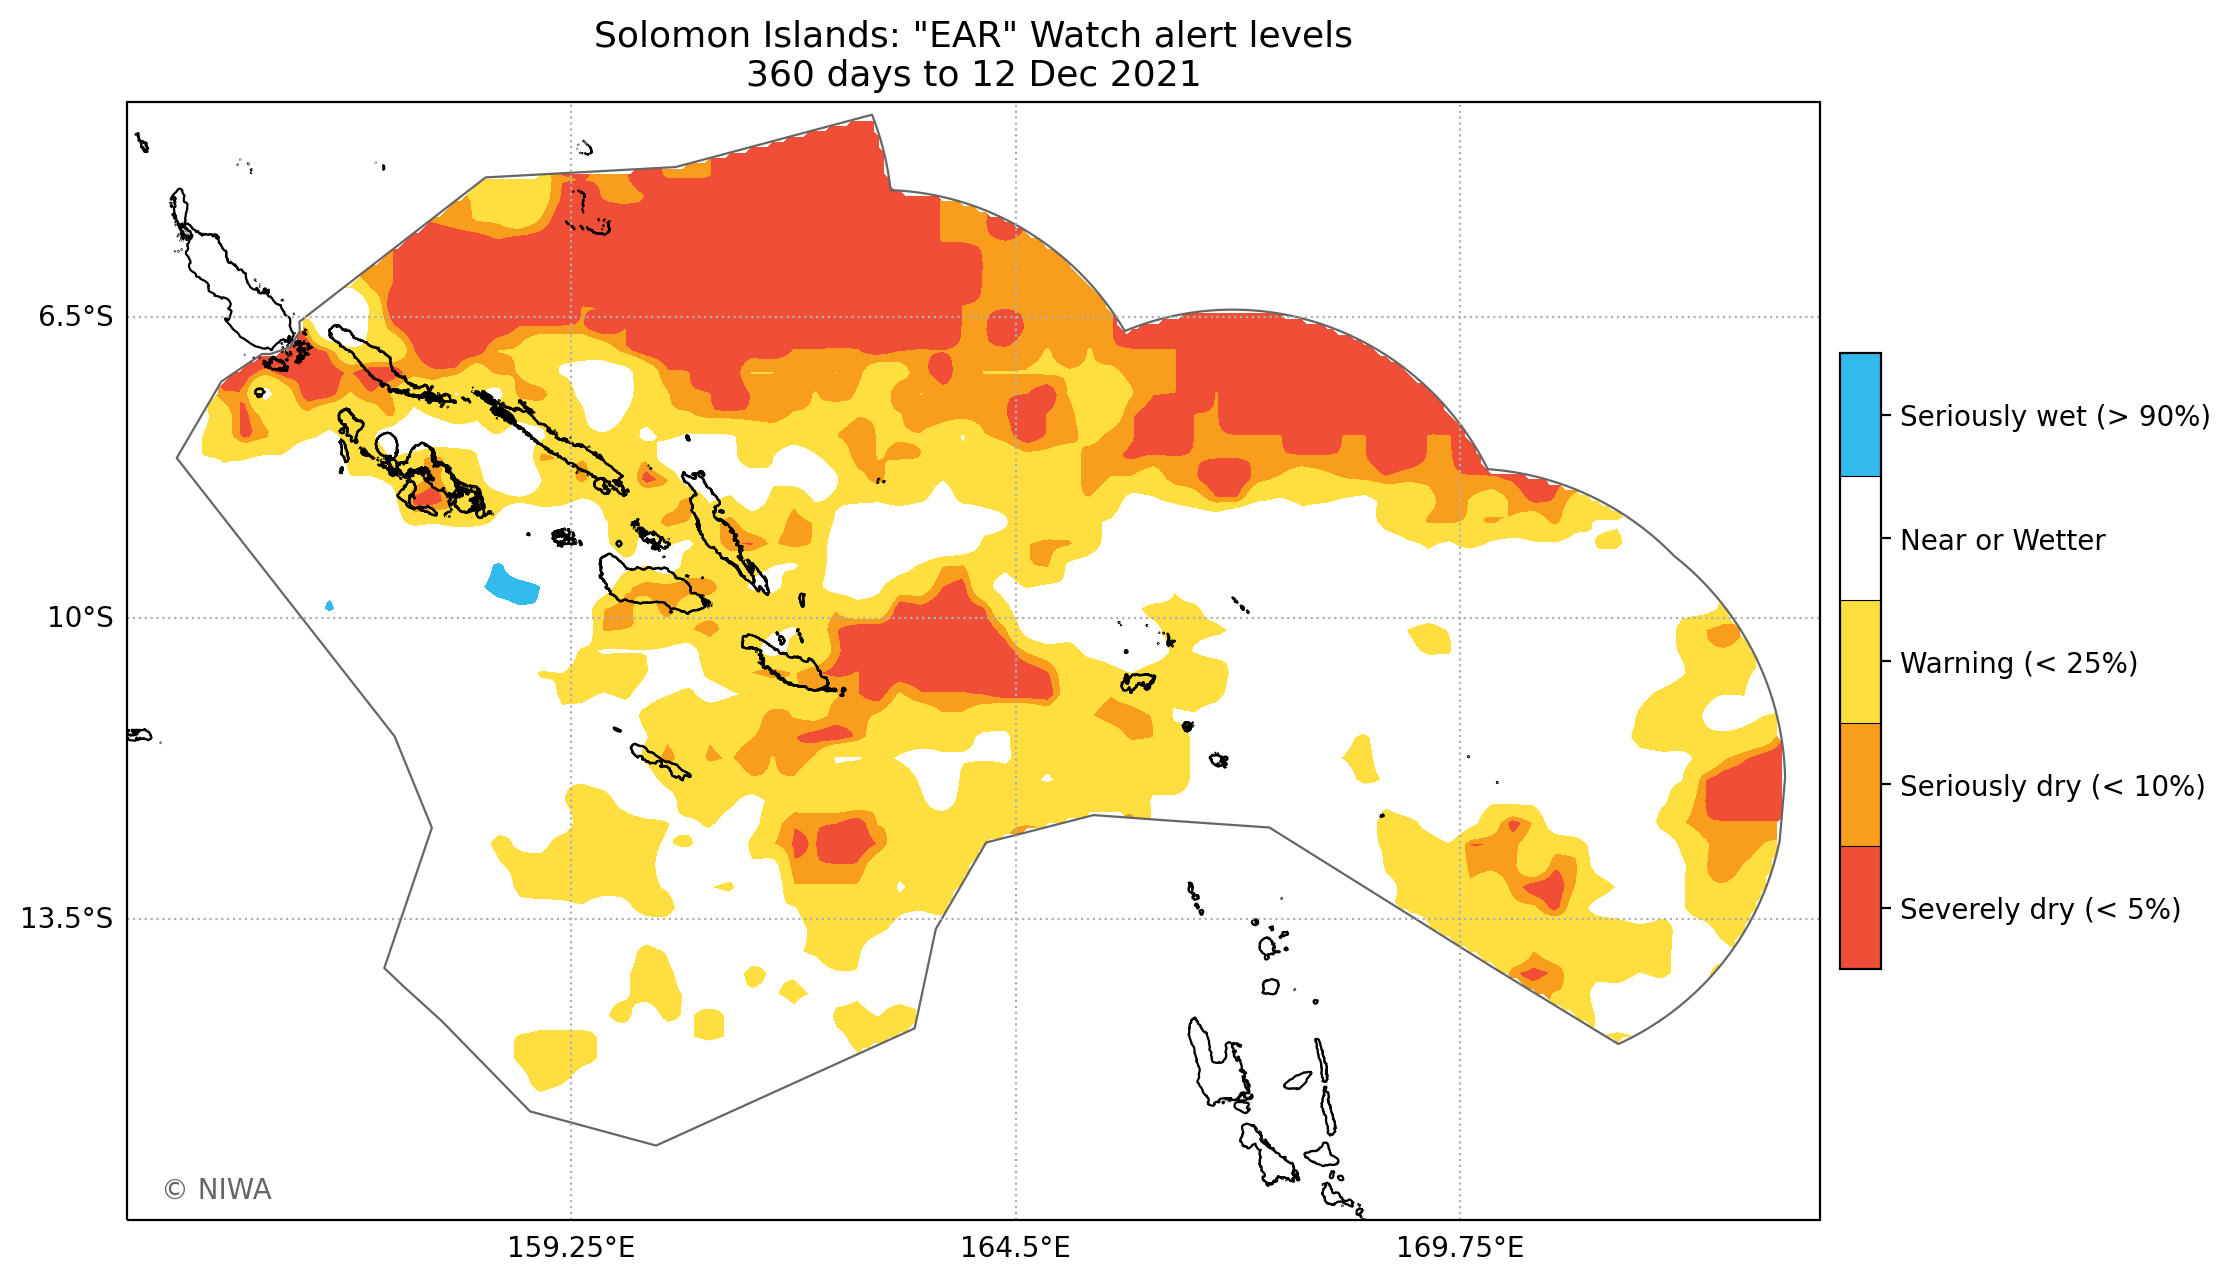 Solomon Islands: "EAR" Watch alert levels
360 days to 12 Dec 2021
6.5°S
10°S
13.5°S
159.25°E
164.5°E
169.75°E
Seriously wet (> 90%)
Near or Wetter
Warning (< 25%)
Seriously dry (< 10%)
Severely dry (< 5%)
© NIWA